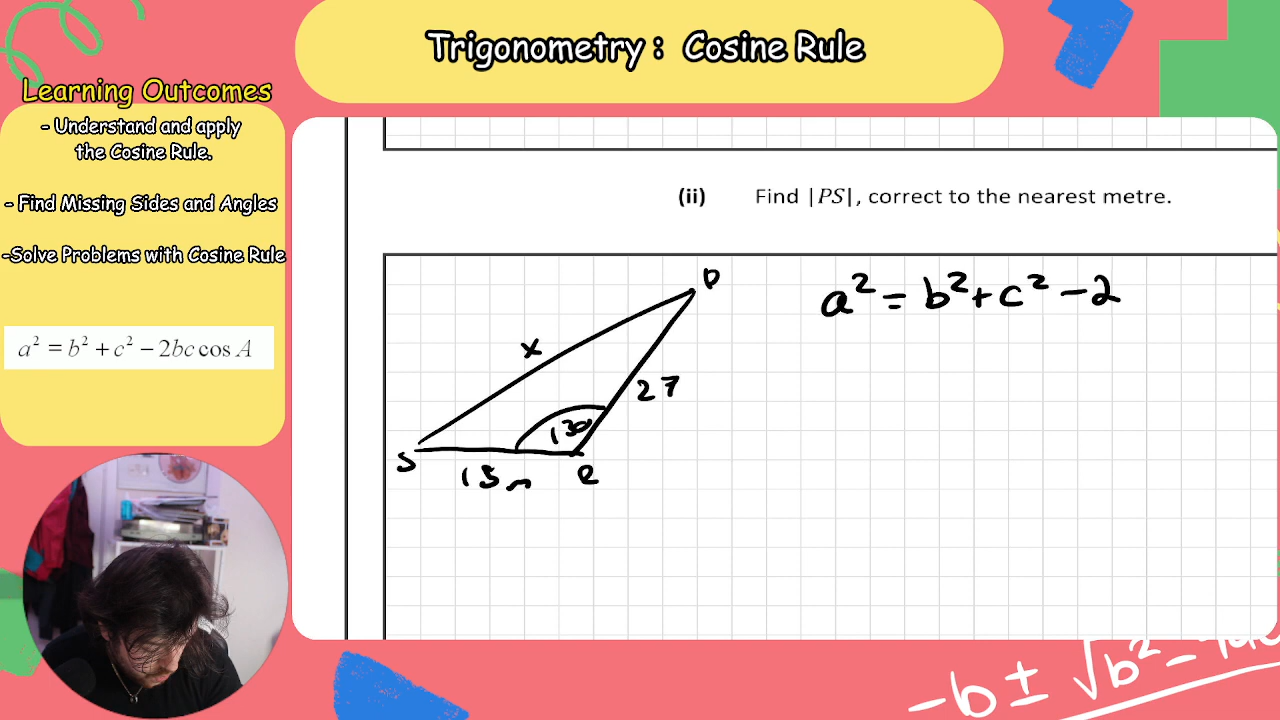 Trigonometry : Cosine Rule
Learning Outcomes
- Understand and apply
the Cosine Rule.
- Find Missing Sides and Angles
-Solve Problems with Cosine Rule
a² = b² + c² − 2bc cos A
(ii) Find |PS|, correct to the nearest metre.
P
a² = b² + c² − 2
x
27
130
S
15m
R
-b ± √b² -